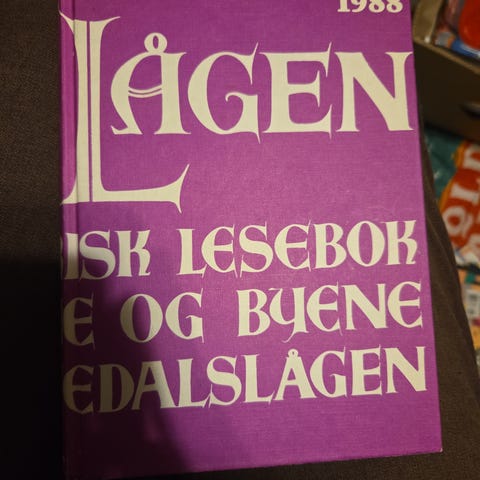 1988
LÅGEN
ISK LESEBOK
E OG BYENE
EDALSLÅGEN